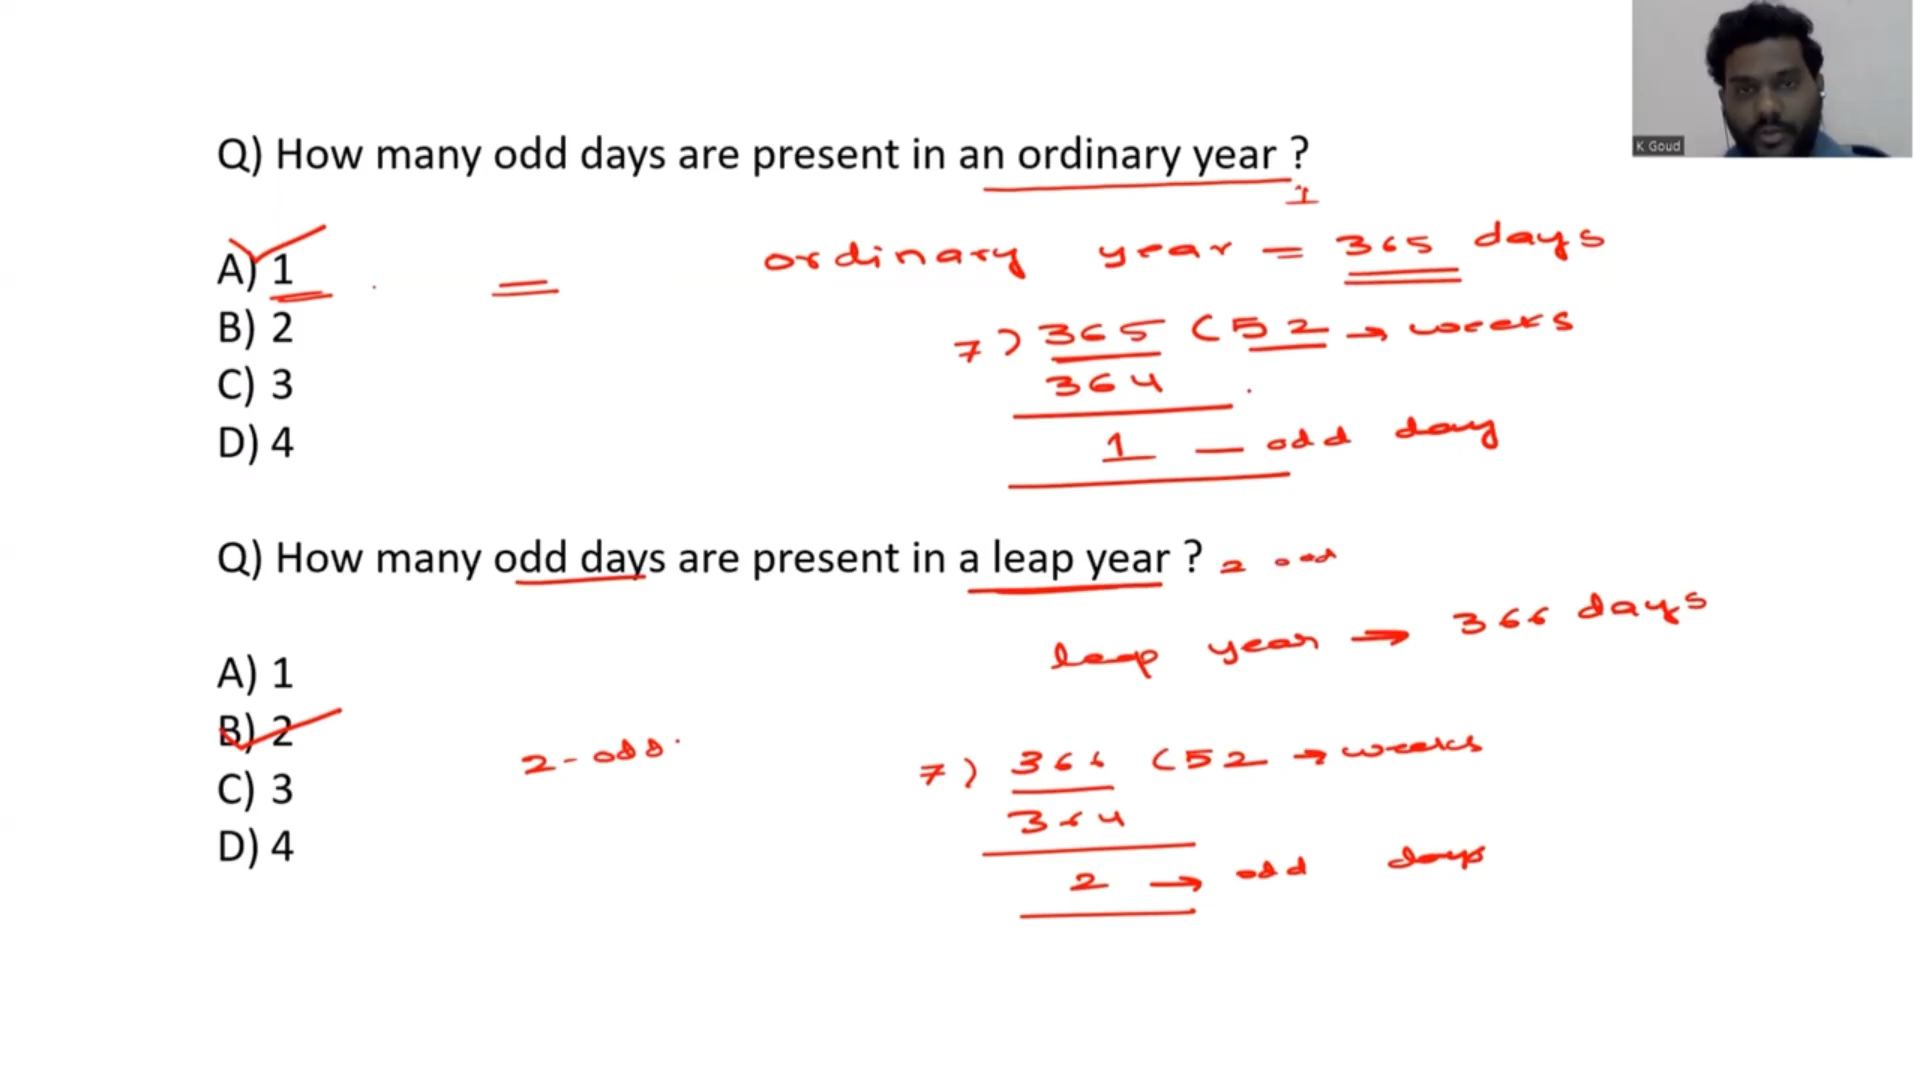 K Goud
Q) How many odd days are present in an ordinary year ?
1
A) 1
=
ordinary year = 365 days
B) 2
7 ) 365 ( 52 → weeks
C) 3
364
D) 4
1 — odd day
Q) How many odd days are present in a leap year ? 2 odd
leap year → 366 days
A) 1
B) 2
2 - odd.
7 ) 366 ( 52 → weeks
C) 3
364
D) 4
2 → odd days